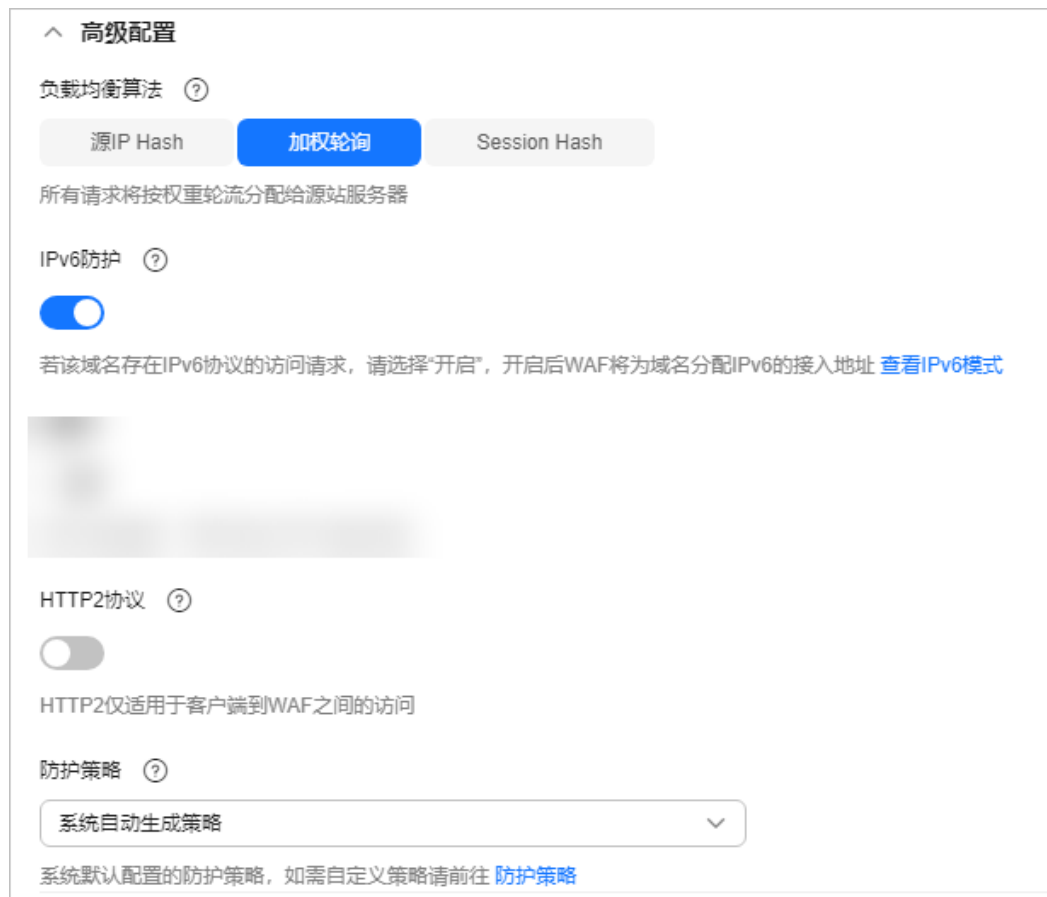 高级配置
负载均衡算法 ?
源IP Hash 加权轮询 Session Hash
所有请求将按权重轮流分配给源站服务器
IPv6防护 ?
若该域名存在IPv6协议的访问请求，请选择“开启”，开启后WAF将为域名分配IPv6的接入地址 查看IPv6模式
HTTP2协议 ?
HTTP2仅适用于客户端到WAF之间的访问
防护策略 ?
系统自动生成策略
系统默认配置的防护策略，如需自定义策略请前往 防护策略